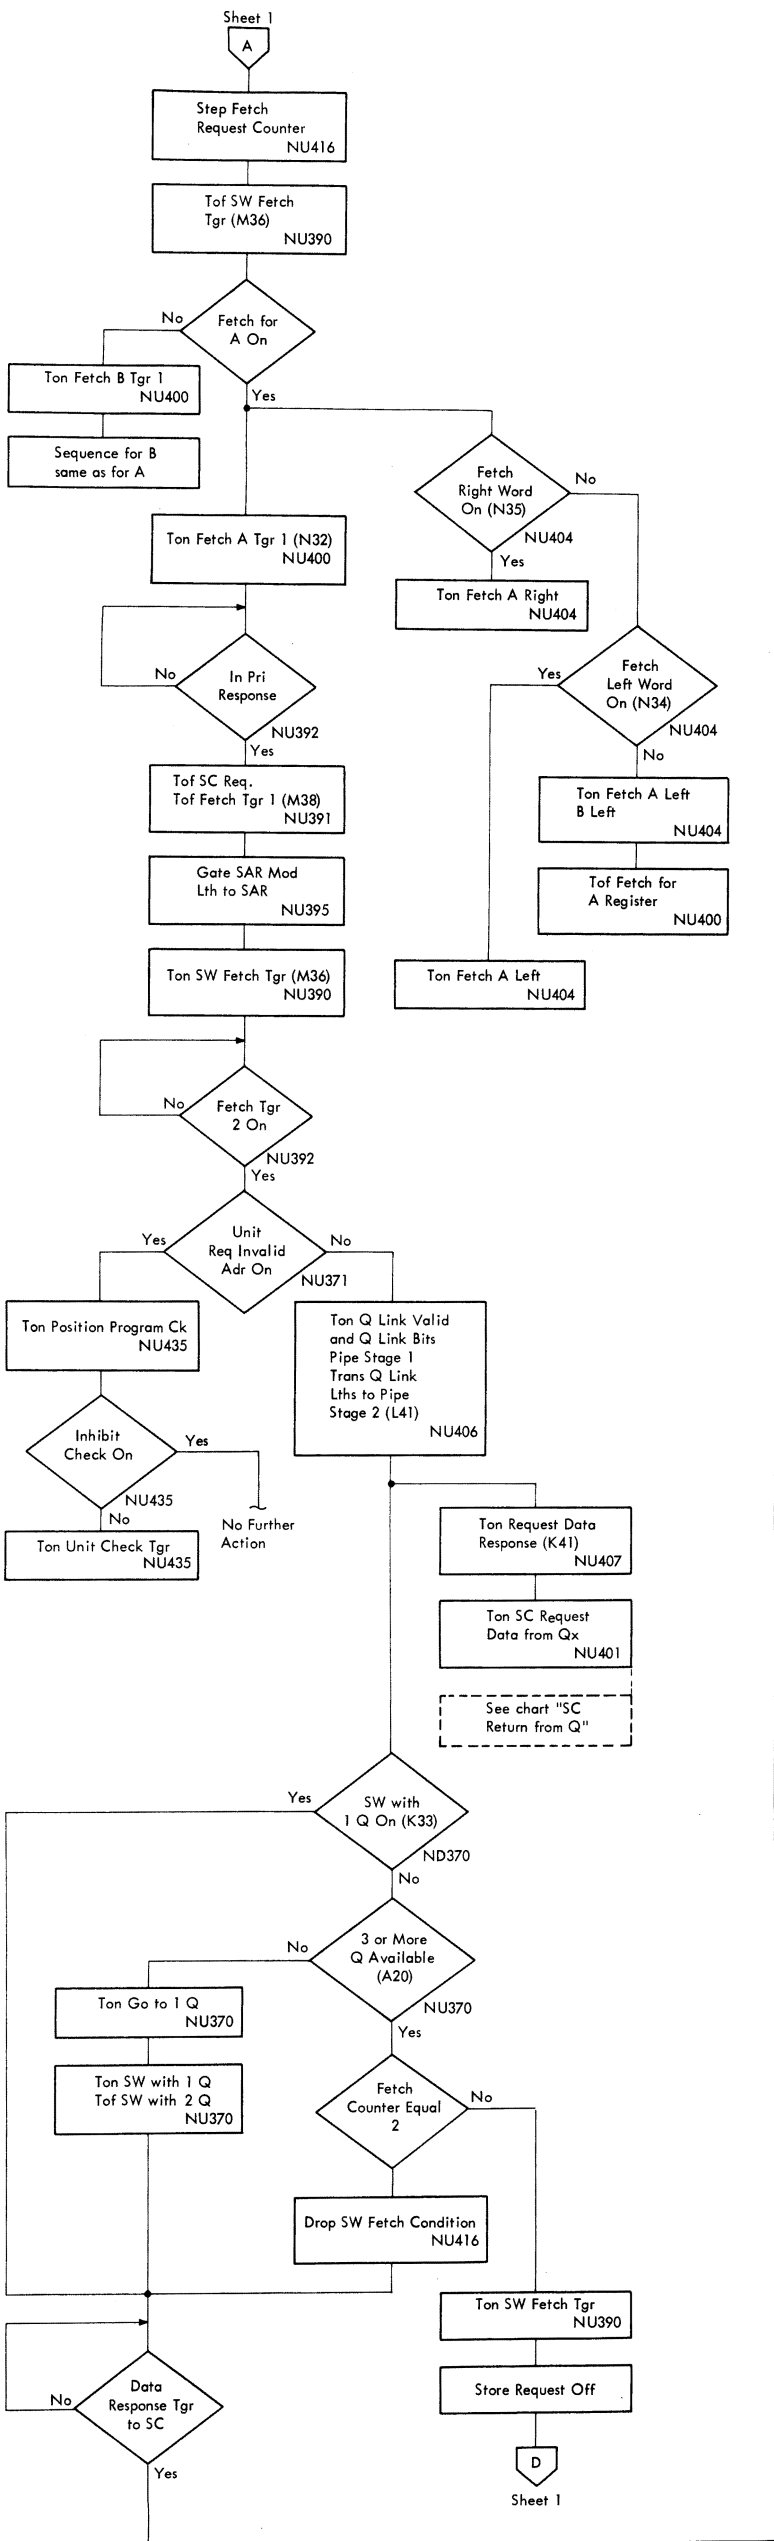 Sheet 1
A
Step Fetch
Request Counter
NU416
Tof SW Fetch
Tgr (M36)
NU390
Fetch for
A On
No
Yes
Ton Fetch B Tgr 1
NU400
Sequence for B
same as for A
Fetch
Right Word
On (N35)
NU404
No
Yes
Ton Fetch A Tgr 1 (N32)
NU400
Ton Fetch A Right
NU404
In Pri
Response
NU392
No
Yes
Fetch
Left Word
On (N34)
NU404
Yes
No
Tof SC Req.
Tof Fetch Tgr 1 (M38)
NU391
Ton Fetch A Left
B Left
NU404
Gate SAR Mod
Lth to SAR
NU395
Tof Fetch for
A Register
NU400
Ton SW Fetch Tgr (M36)
NU390
Ton Fetch A Left
NU404
Fetch Tgr
2 On
NU392
No
Yes
Unit
Req Invalid
Adr On
NU371
Yes
No
Ton Position Program Ck
NU435
Ton Q Link Valid
and Q Link Bits
Pipe Stage 1
Trans Q Link
Lths to Pipe
Stage 2 (L41)
NU406
Inhibit
Check On
NU435
Yes
No
No Further
Action
Ton Unit Check Tgr
NU435
Ton Request Data
Response (K41)
NU407
Ton SC Request
Data from Qx
NU401
See chart "SC
Return from Q"
SW with
1 Q On (K33)
ND370
Yes
No
3 or More
Q Available
(A20)
NU370
No
Yes
Ton Go to 1 Q
NU370
Ton SW with 1 Q
Tof SW with 2 Q
NU370
Fetch
Counter Equal
2
No
Drop SW Fetch Condition
NU416
Ton SW Fetch Tgr
NU390
Store Request Off
D
Sheet 1
Data
Response Tgr
to SC
No
Yes